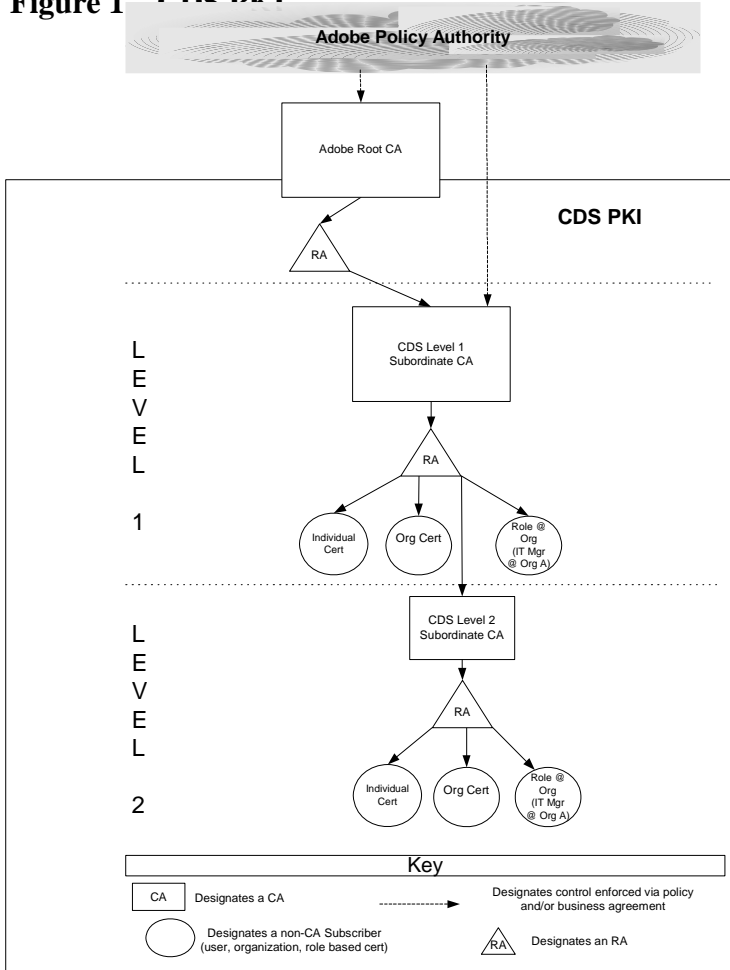 Figure 1
Adobe Policy Authority
Adobe Root CA
CDS PKI
RA
CDS Level 1
Subordinate CA
LEVEL 1
RA
Individual
Cert
Org Cert
Role @
Org
(IT Mgr
@ Org A)
CDS Level 2
Subordinate CA
LEVEL 2
RA
Individual
Cert
Org Cert
Role @
Org
(IT Mgr
@ Org A)
Key
CA
Designates a CA
Designates control enforced via policy
and/or business agreement
Designates a non-CA Subscriber
(user, organization, role based cert)
RA
Designates an RA